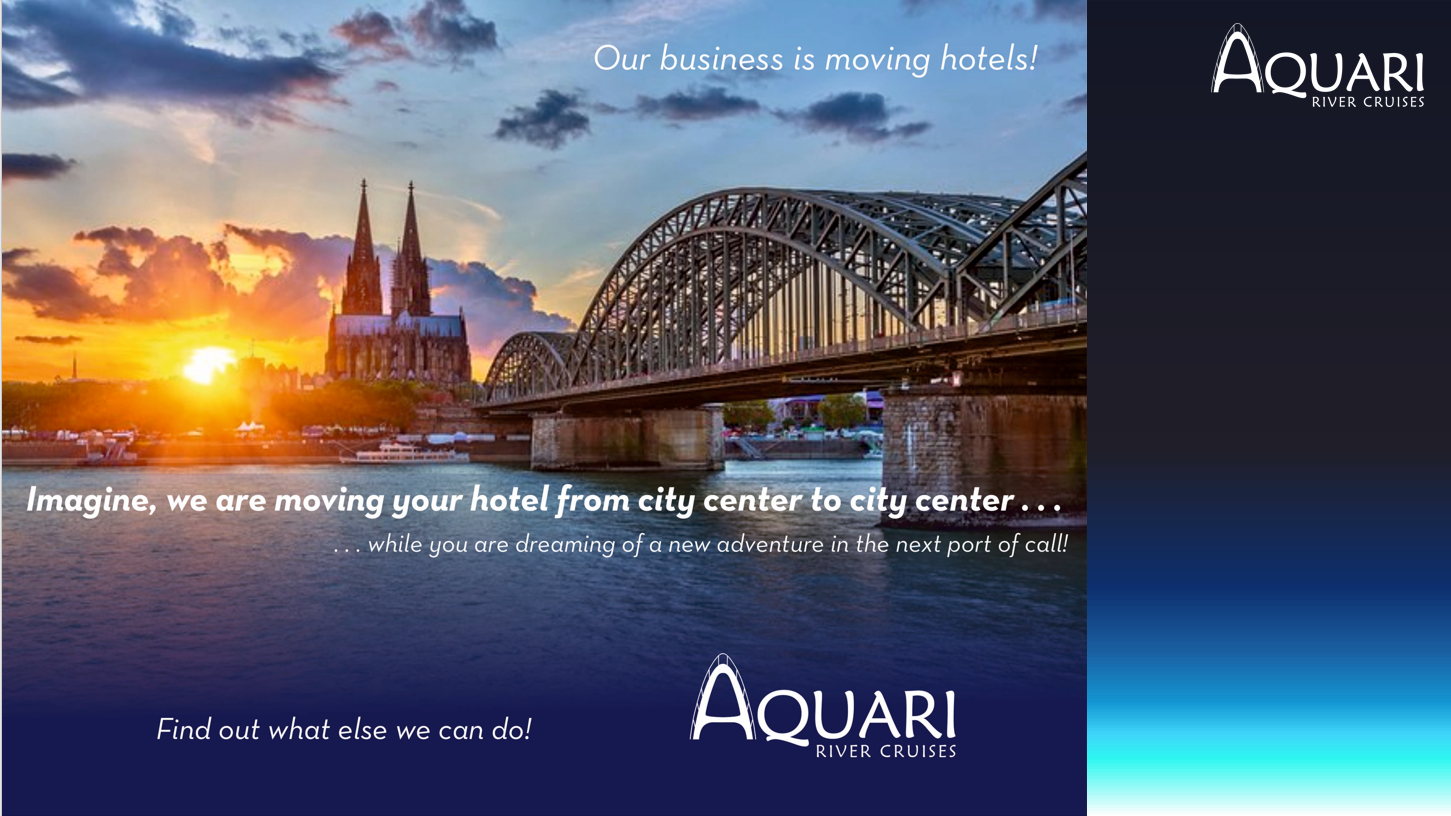 Our business is moving hotels!
AQUARI
RIVER CRUISES
Imagine, we are moving your hotel from city center to city center . . .
. . . while you are dreaming of a new adventure in the next port of call!
Find out what else we can do!
AQUARI
RIVER CRUISES